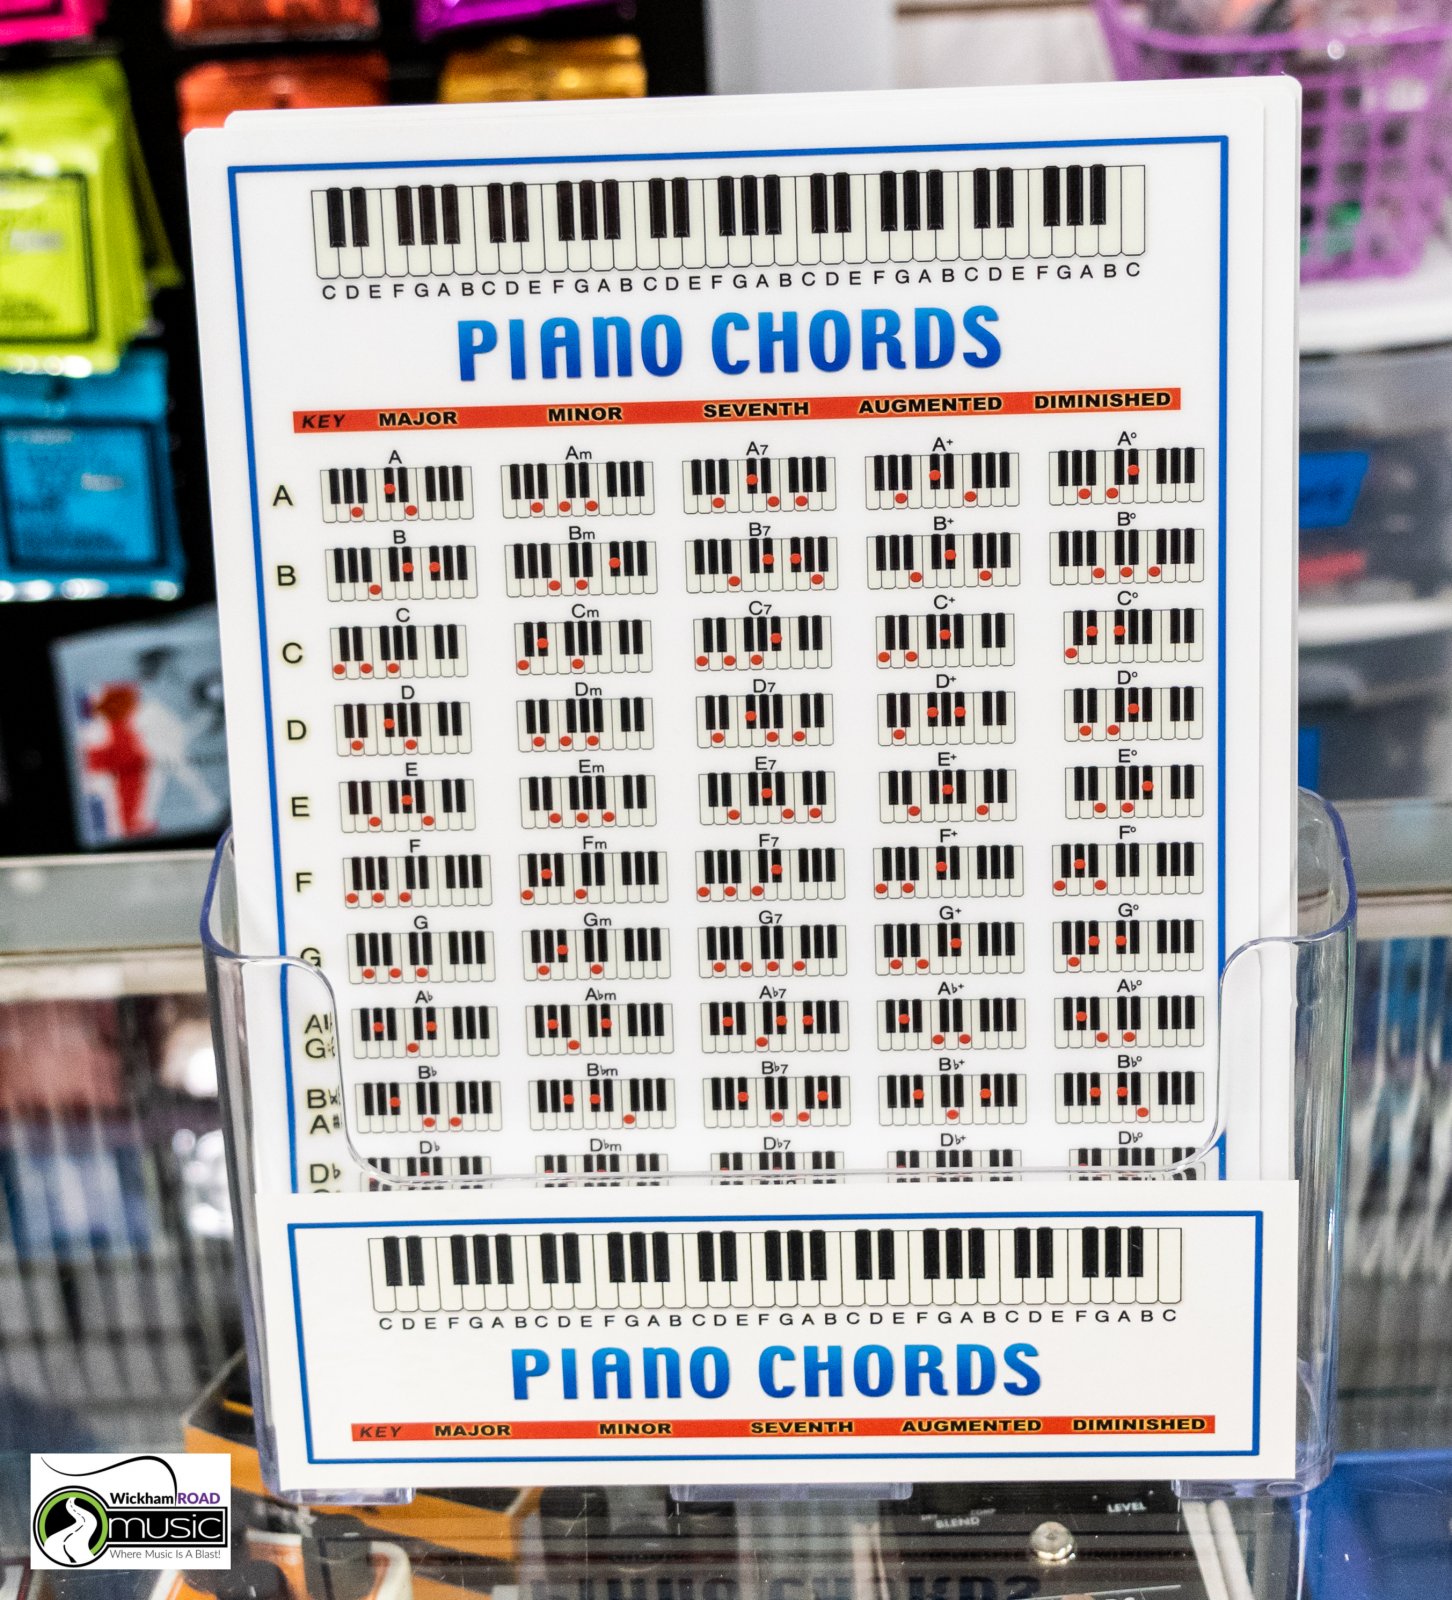 C D E F G A B C D E F G A B C D E F G A B C D E F G A B C D E F G A B C
PIANO CHORDS
KEY MAJOR MINOR SEVENTH AUGMENTED DIMINISHED
A Am A7 A+ A°
A
B Bm B7 B+ B°
B
C Cm C7 C+ C°
C
D Dm D7 D+ D°
D
E Em E7 E+ E°
E
F Fm F7 F+ F°
F
G Gm G7 G+ G°
G
A♭ A♭m A♭7 A♭+ A♭°
A♭
G♯
B♭ B♭m B♭7 B♭+ B♭°
B♭
A♯
D♭ D♭m D♭7 D♭+ D♭°
D♭
C D E F G A B C D E F G A B C D E F G A B C D E F G A B C D E F G A B C
PIANO CHORDS
KEY MAJOR MINOR SEVENTH AUGMENTED DIMINISHED
Wickham ROAD
music
Where Music Is A Blast!
BLEND
LEVEL